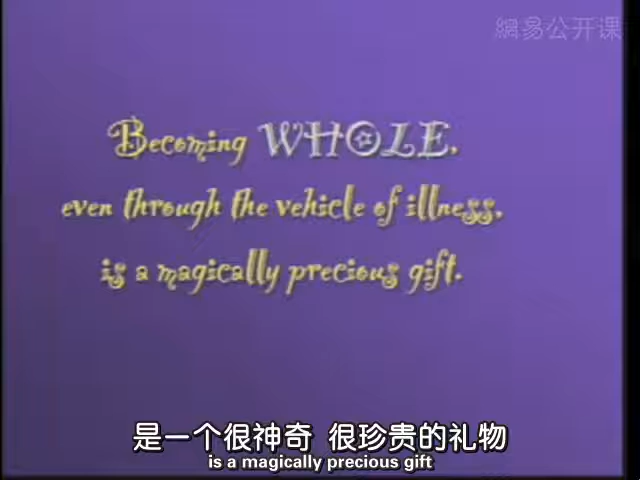 網易公开课
Becoming WHOLE,
even through the vehicle of illness,
is a magically precious gift.
是一个很神奇 很珍贵的礼物
is a magically precious gift